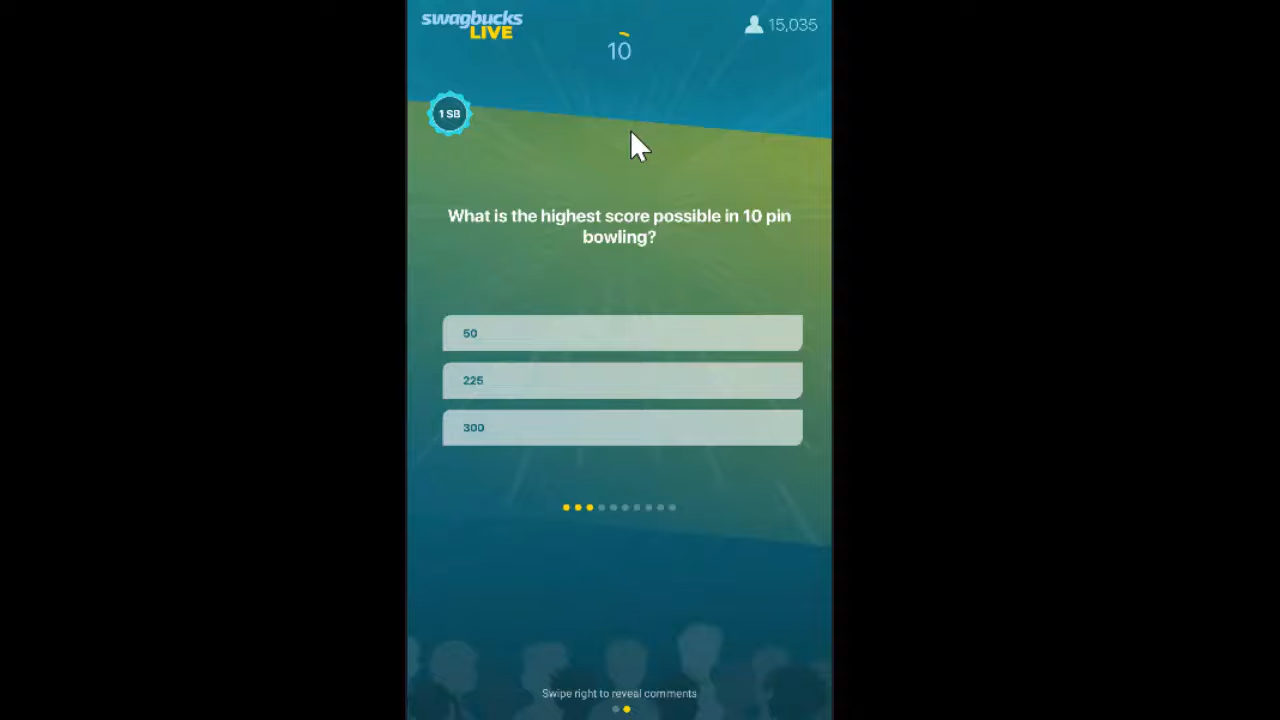 swagbucks
LIVE
10
15,035
1 SB
What is the highest score possible in 10 pin
bowling?
50
225
300
Swipe right to reveal comments